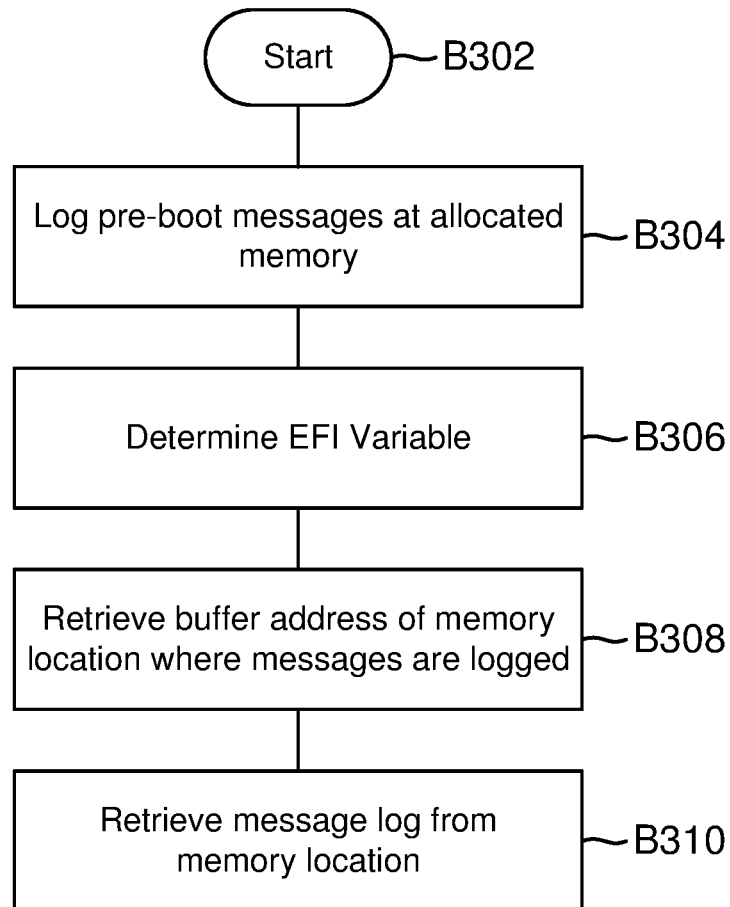 Start
B302
Log pre-boot messages at allocated
memory
B304
Determine EFI Variable
B306
Retrieve buffer address of memory
location where messages are logged
B308
Retrieve message log from
memory location
B310